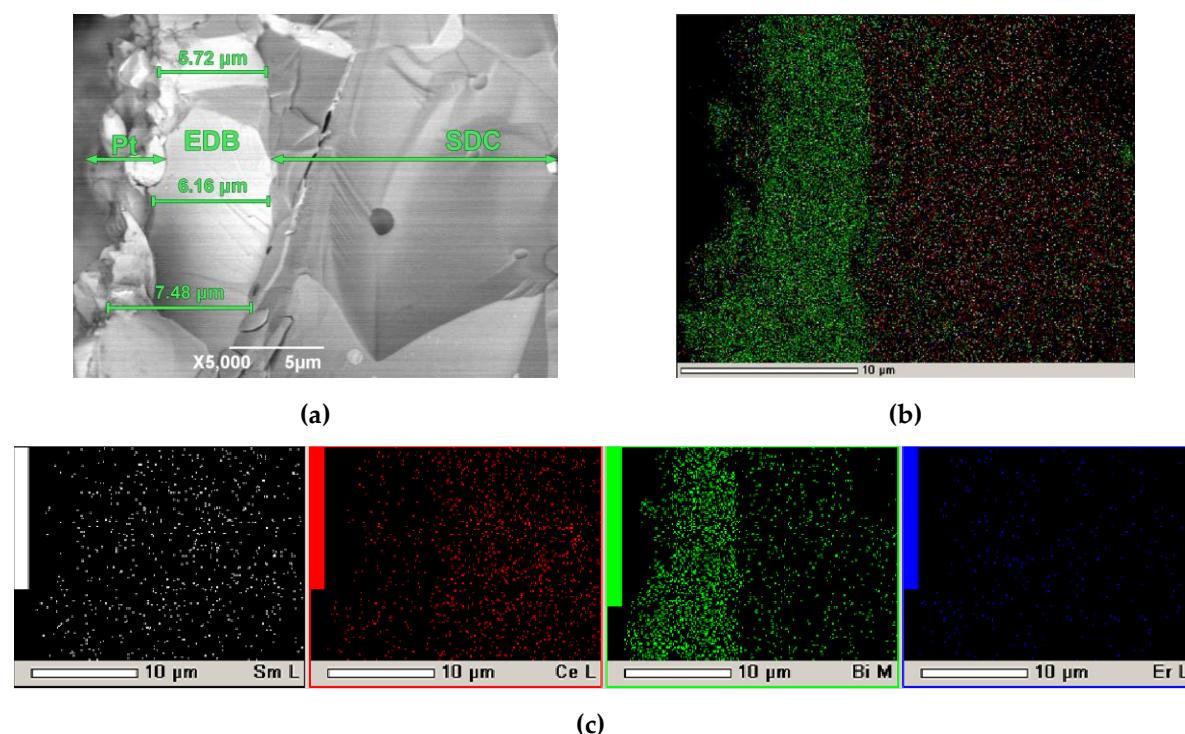 5.72 µm
Pt
EDB
SDC
6.16 µm
7.48 µm
X5,000 5µm
10 µm
(a)
(b)
10 µm Sm L
10 µm Ce L
10 µm Bi M
10 µm Er L
(c)